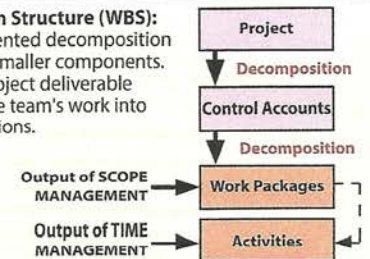 n Structure (WBS):
ented decomposition
maller components.
oject deliverable
e team's work into
ions.
Project
Decomposition
Control Accounts
Decomposition
Output of SCOPE
MANAGEMENT
Work Packages
Output of TIME
MANAGEMENT
Activities